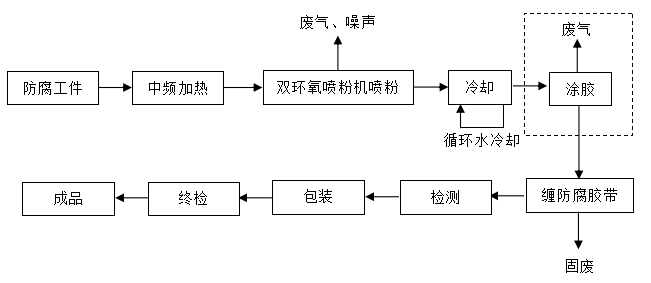 废气、噪声
废气
防腐工件
中频加热
双环氧喷粉机喷粉
冷却
涂胶
循环水冷却
成品
终检
包装
检测
缠防腐胶带
固废